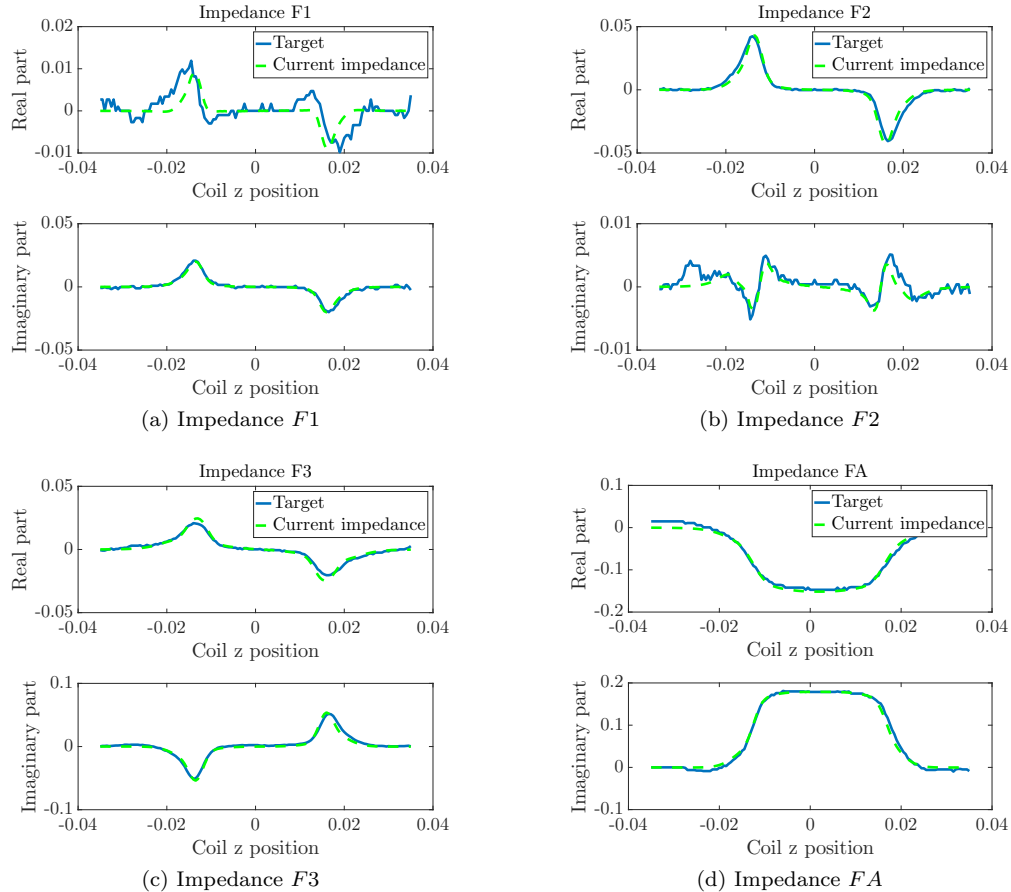 Impedance F1
0.02
0.01
0
-0.01
Real part
Target
Current impedance
-0.04 -0.02 0 0.02 0.04
Coil z position
0.05
0
-0.05
Imaginary part
-0.04 -0.02 0 0.02 0.04
Coil z position
(a) Impedance F1
Impedance F2
0.05
0
-0.05
Real part
Target
Current impedance
-0.04 -0.02 0 0.02 0.04
Coil z position
0.01
0
-0.01
Imaginary part
-0.04 -0.02 0 0.02 0.04
Coil z position
(b) Impedance F2
Impedance F3
0.05
0
-0.05
Real part
Target
Current impedance
-0.04 -0.02 0 0.02 0.04
Coil z position
0.1
0
-0.1
Imaginary part
-0.04 -0.02 0 0.02 0.04
Coil z position
(c) Impedance F3
Impedance FA
0.1
0
-0.1
-0.2
Real part
Target
Current impedance
-0.04 -0.02 0 0.02 0.04
Coil z position
0.2
0.1
0
-0.1
Imaginary part
-0.04 -0.02 0 0.02 0.04
Coil z position
(d) Impedance FA